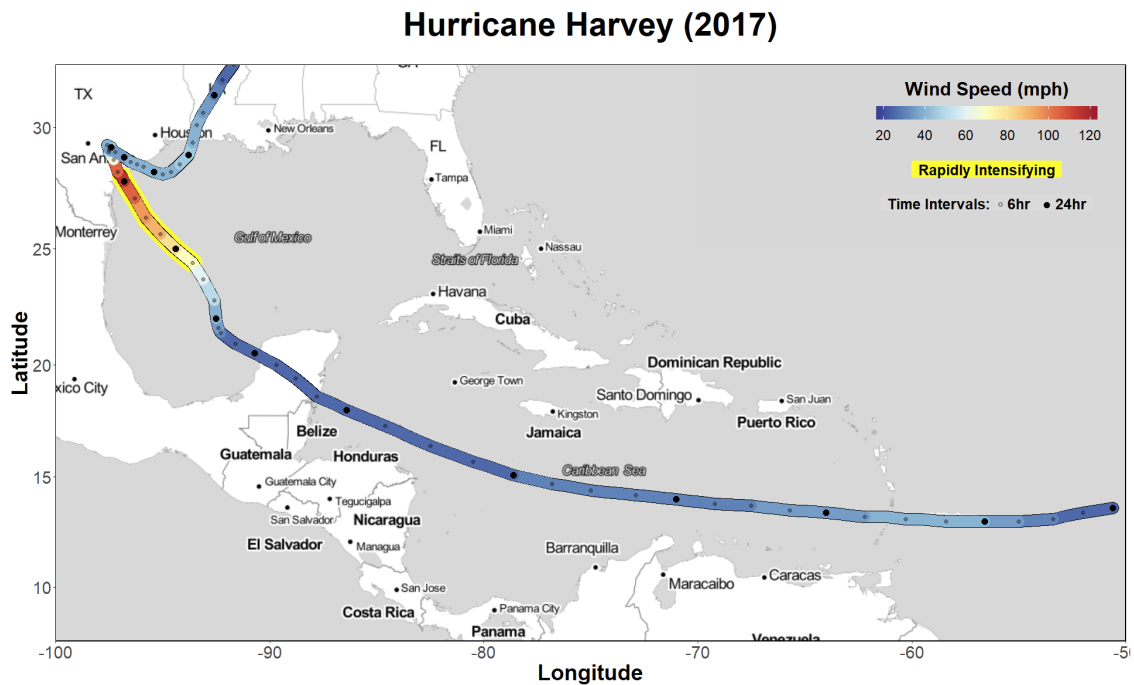 Hurricane Harvey (2017)
Wind Speed (mph)
20 40 60 80 100 120
Rapidly Intensifying
Time Intervals: 6hr 24hr
TX
LA
GA
30
Houston
New Orleans
San An
FL
Tampa
Monterrey
Gulf of Mexico
Miami
Straits of Florida
Nassau
25
Havana
Cuba
20
Dominican Republic
xico City
George Town
Santo Domingo
San Juan
Kingston
Puerto Rico
Belize
Jamaica
Guatemala
Honduras
Caribbean Sea
15
Guatemala City
Tegucigalpa
San Salvador
Nicaragua
El Salvador
Managua
Barranquilla
Caracas
Maracaibo
10
San Jose
Costa Rica
Panama City
Panama
Venezuela
Latitude
-100 -90 -80 -70 -60 -50
Longitude